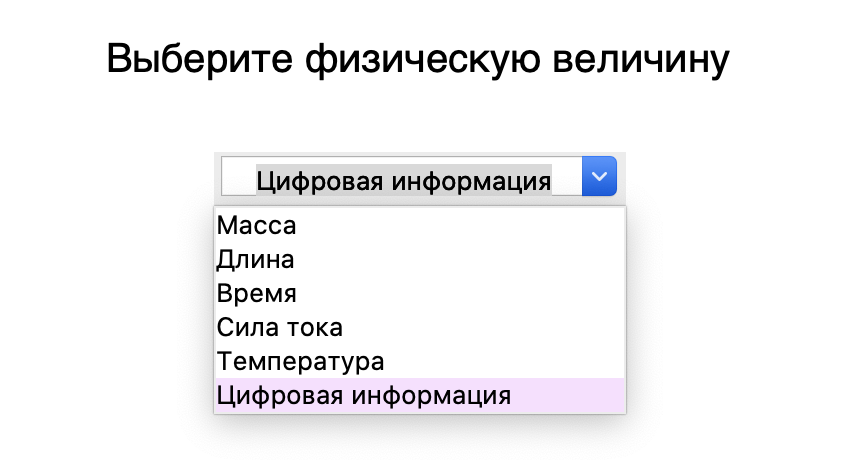 Выберите физическую величину
Цифровая информация
Масса
Длина
Время
Сила тока
Температура
Цифровая информация